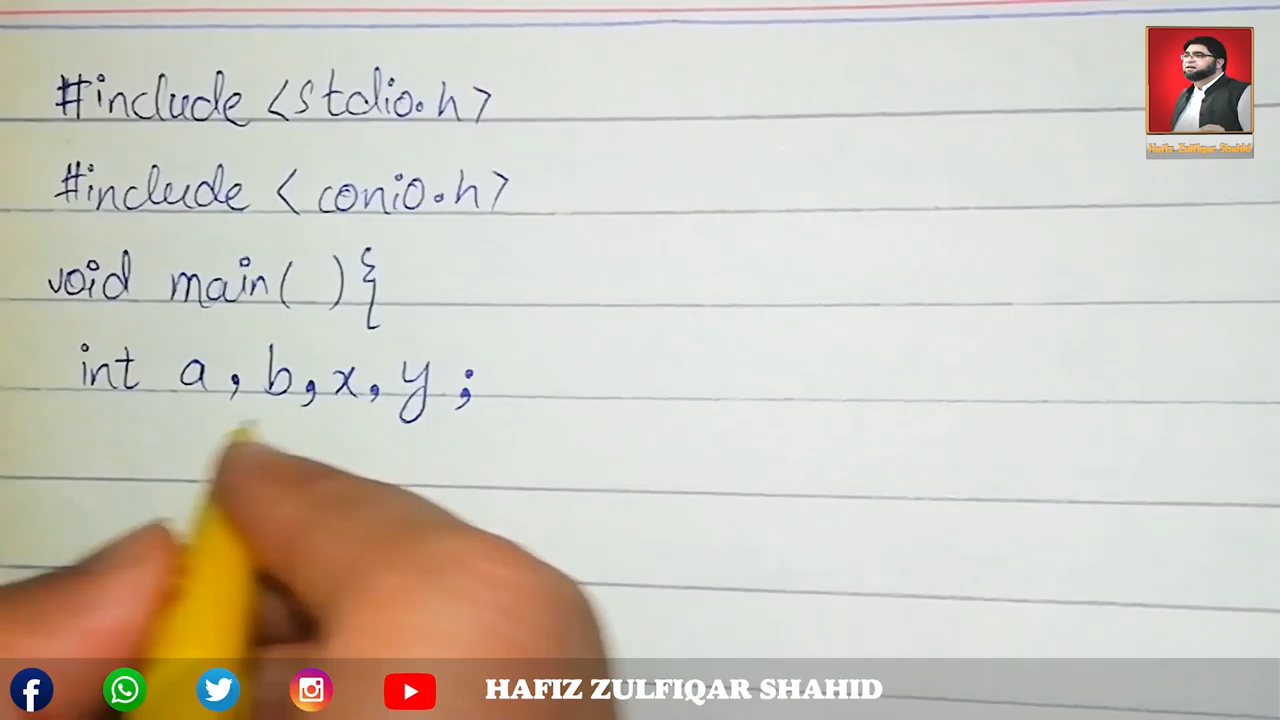 #include <stdio.h>
#include <conio.h>
void main( ){
int a, b, x, y ;
Hafiz Zulfiqar Shahid
HAFIZ ZULFIQAR SHAHID